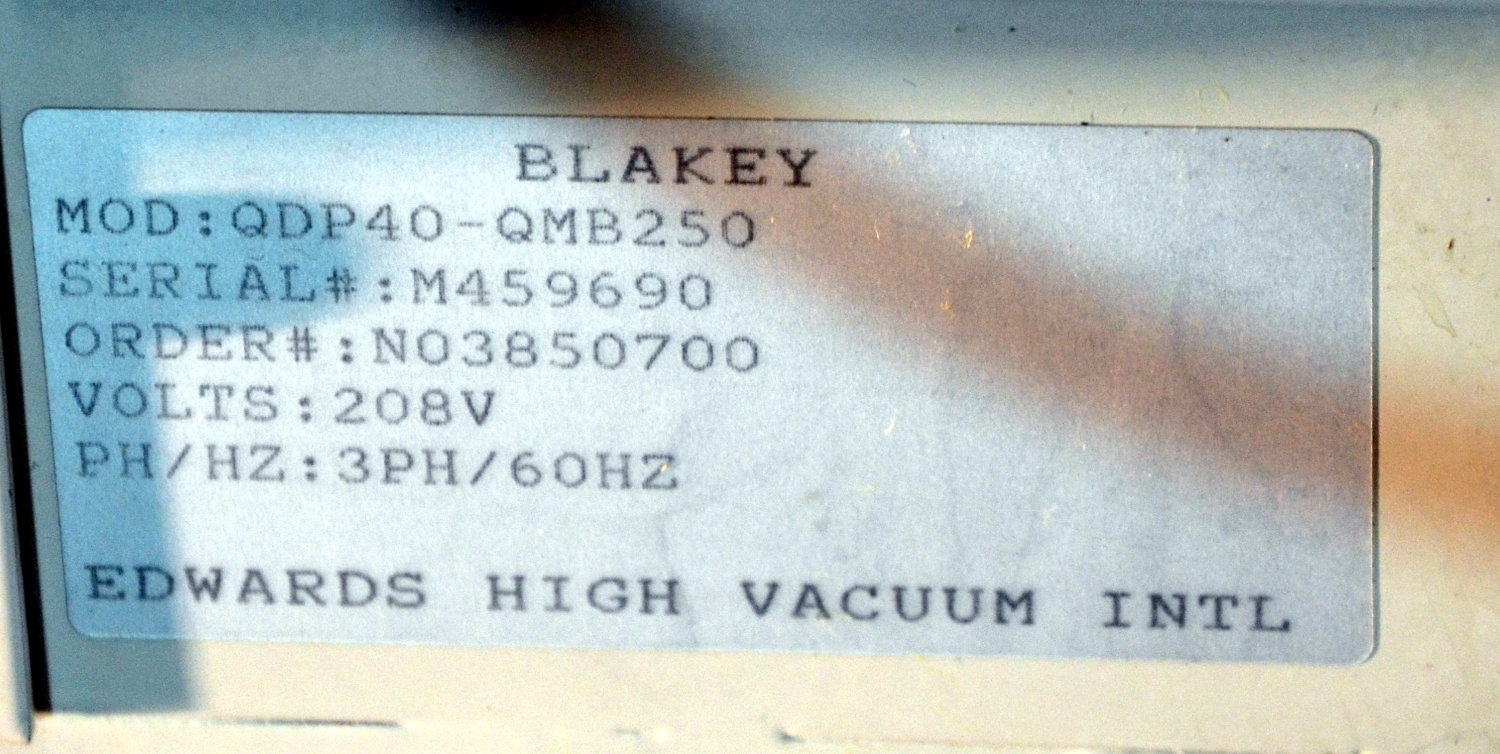 BLAKEY
MOD:QDP40-QMB250
SERIAL#:M459690
ORDER#:N03850700
VOLTS:208V
PH/HZ:3PH/60HZ
EDWARDS HIGH VACUUM INTL